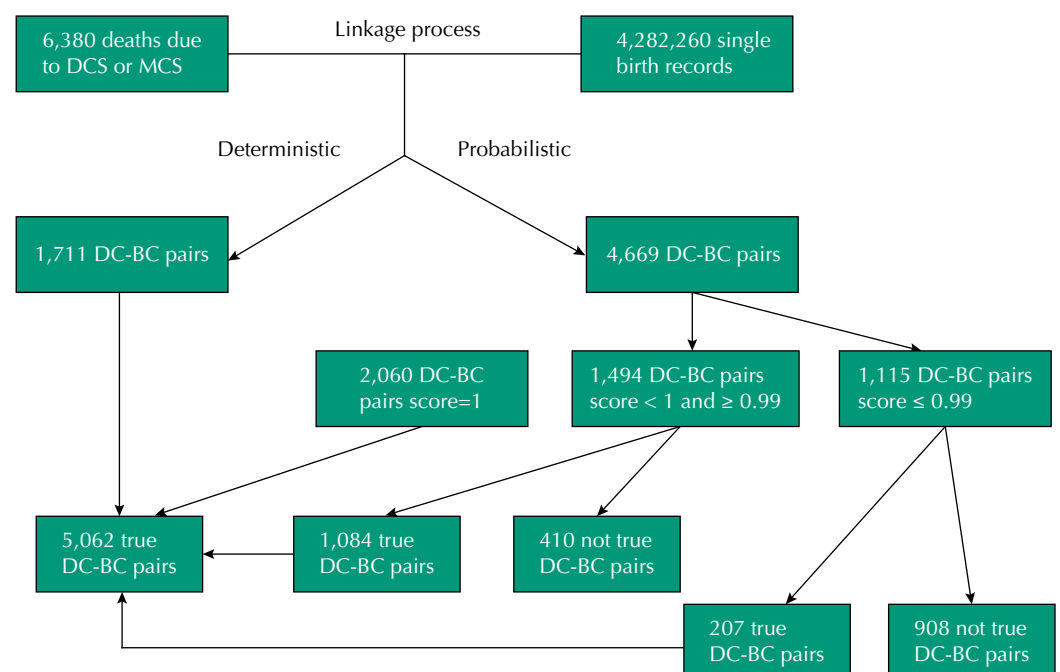 Linkage process
6,380 deaths due
to DCS or MCS
4,282,260 single
birth records
Deterministic
Probabilistic
1,711 DC-BC pairs
4,669 DC-BC pairs
2,060 DC-BC
pairs score=1
1,494 DC-BC pairs
score < 1 and ≥ 0.99
1,115 DC-BC pairs
score ≤ 0.99
5,062 true
DC-BC pairs
1,084 true
DC-BC pairs
410 not true
DC-BC pairs
207 true
DC-BC pairs
908 not true
DC-BC pairs